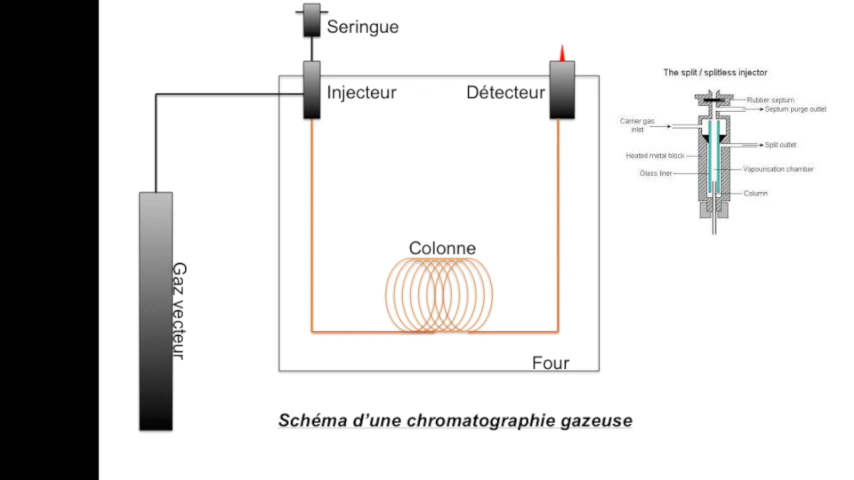 Seringue
Injecteur
Détecteur
Colonne
Gaz vecteur
Four
Schéma d'une chromatographie gazeuse
The split / splitless injector
Rubber septum
Septum purge outlet
Carrier gas
inlet
Split outlet
Heated metal block
Vapourisation chamber
Glass liner
Column